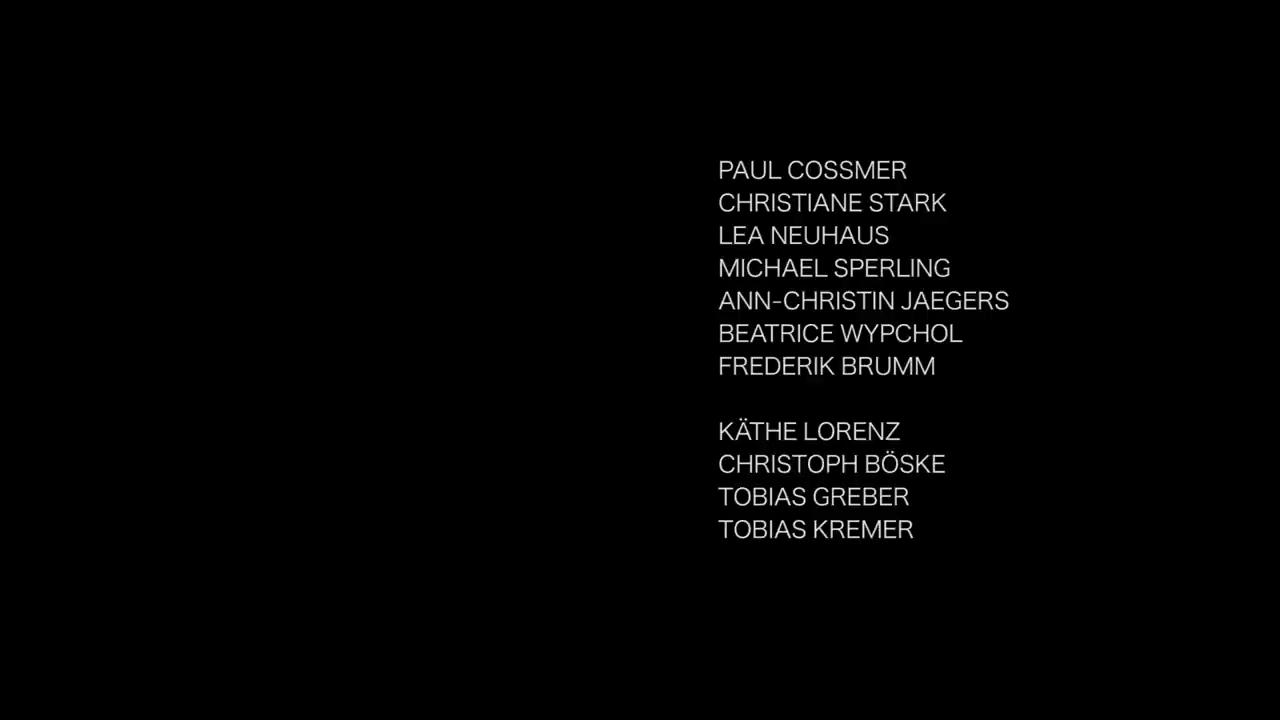 PAUL COSSMER
CHRISTIANE STARK
LEA NEUHAUS
MICHAEL SPERLING
ANN-CHRISTIN JAEGERS
BEATRICE WYPCHOL
FREDERIK BRUMM
KÄTHE LORENZ
CHRISTOPH BÖSKE
TOBIAS GREBER
TOBIAS KREMER